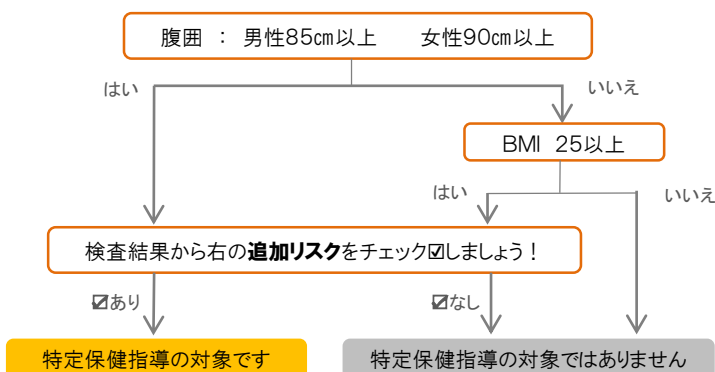 腹囲 ： 男性85㎝以上　　女性90㎝以上
はい
いいえ
BMI 25以上
はい
いいえ
検査結果から右の追加リスクをチェック☑しましょう！
☑あり
☑なし
特定保健指導の対象です
特定保健指導の対象ではありません